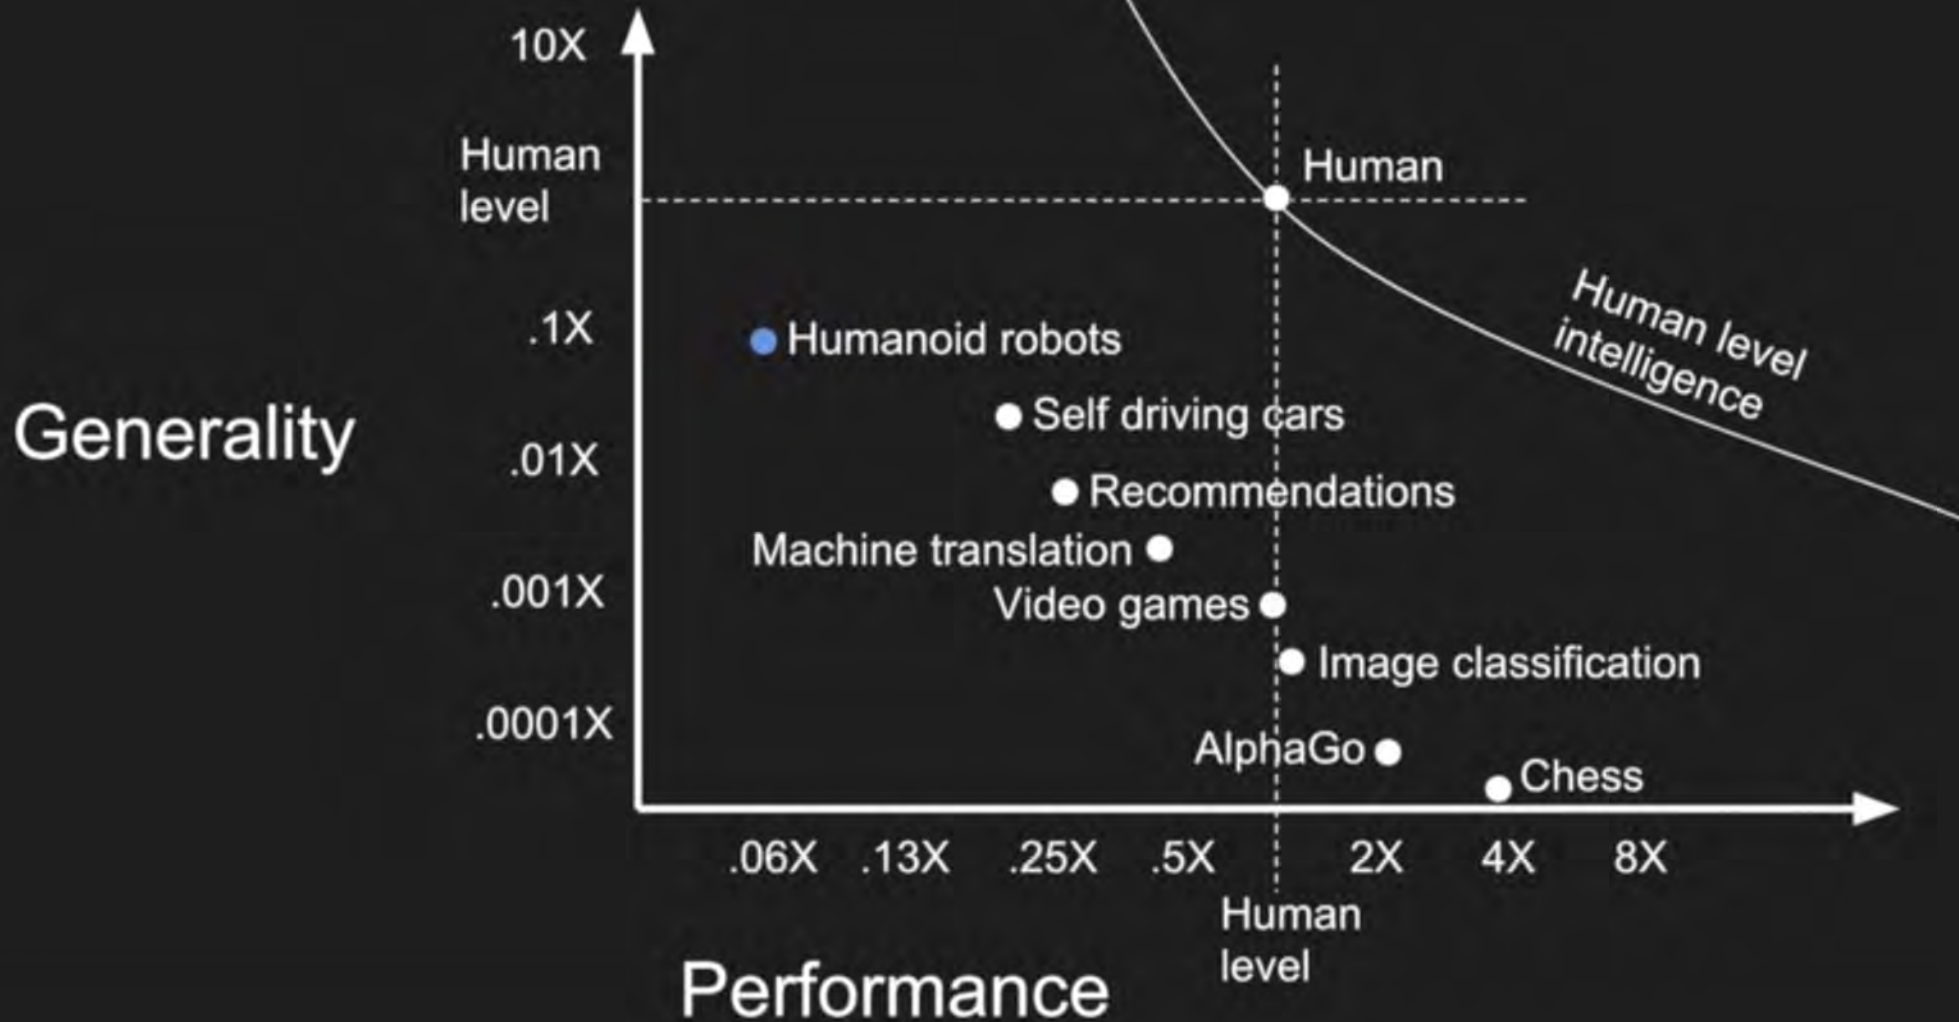 10X
Human
level
Human
.1X
Humanoid robots
Human level
intelligence
Self driving cars
Generality
.01X
Recommendations
Machine translation
.001X
Video games
Image classification
.0001X
AlphaGo
Chess
.06X .13X .25X .5X 2X 4X 8X
Human
level
Performance